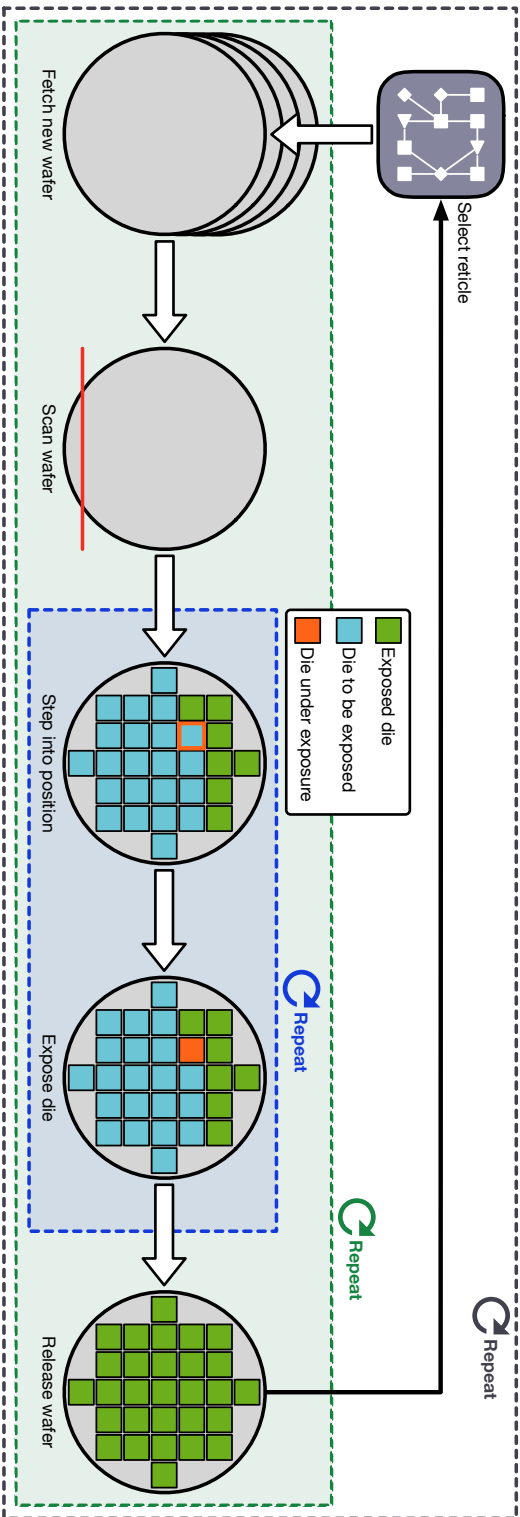 Select reticle
Repeat
Repeat
Exposed die
Die to be exposed
Die under exposure
Repeat
Fetch new wafer
Scan wafer
Step into position
Expose die
Release wafer